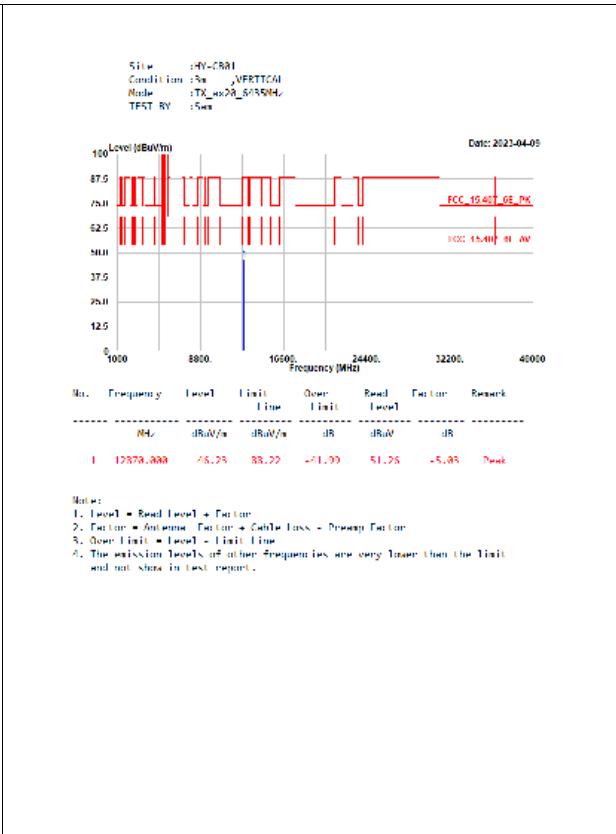 Site :HY-CB01
Condition :3m ,VERTICAL
Mode :TX_ax20_6435MHz
TEST BY :Sam
Level (dBuV/m)
Date: 2023-04-09
100
87.5
75.0
FCC_15.407_6E_PK
62.5
FCC_15.407_6E_AV
50.0
1
37.5
25.0
12.5
0
1000 8800. 16600. 24400. 32200. 40000
Frequency (MHz)
No. Frequency Level Limit Over Read Factor Remark
Line Limit Level
MHz dBuV/m dBuV/m dB dBuV dB
1 12870.000 46.23 88.22 -41.99 51.26 -5.03 Peak
Note:
1. Level = Read Level + Factor
2. Factor = Antenna Factor + Cable Loss - Preamp Factor
3. Over Limit = Level - Limit Line
4. The emission levels of other frequencies are very lower than the limit
and not show in test report.